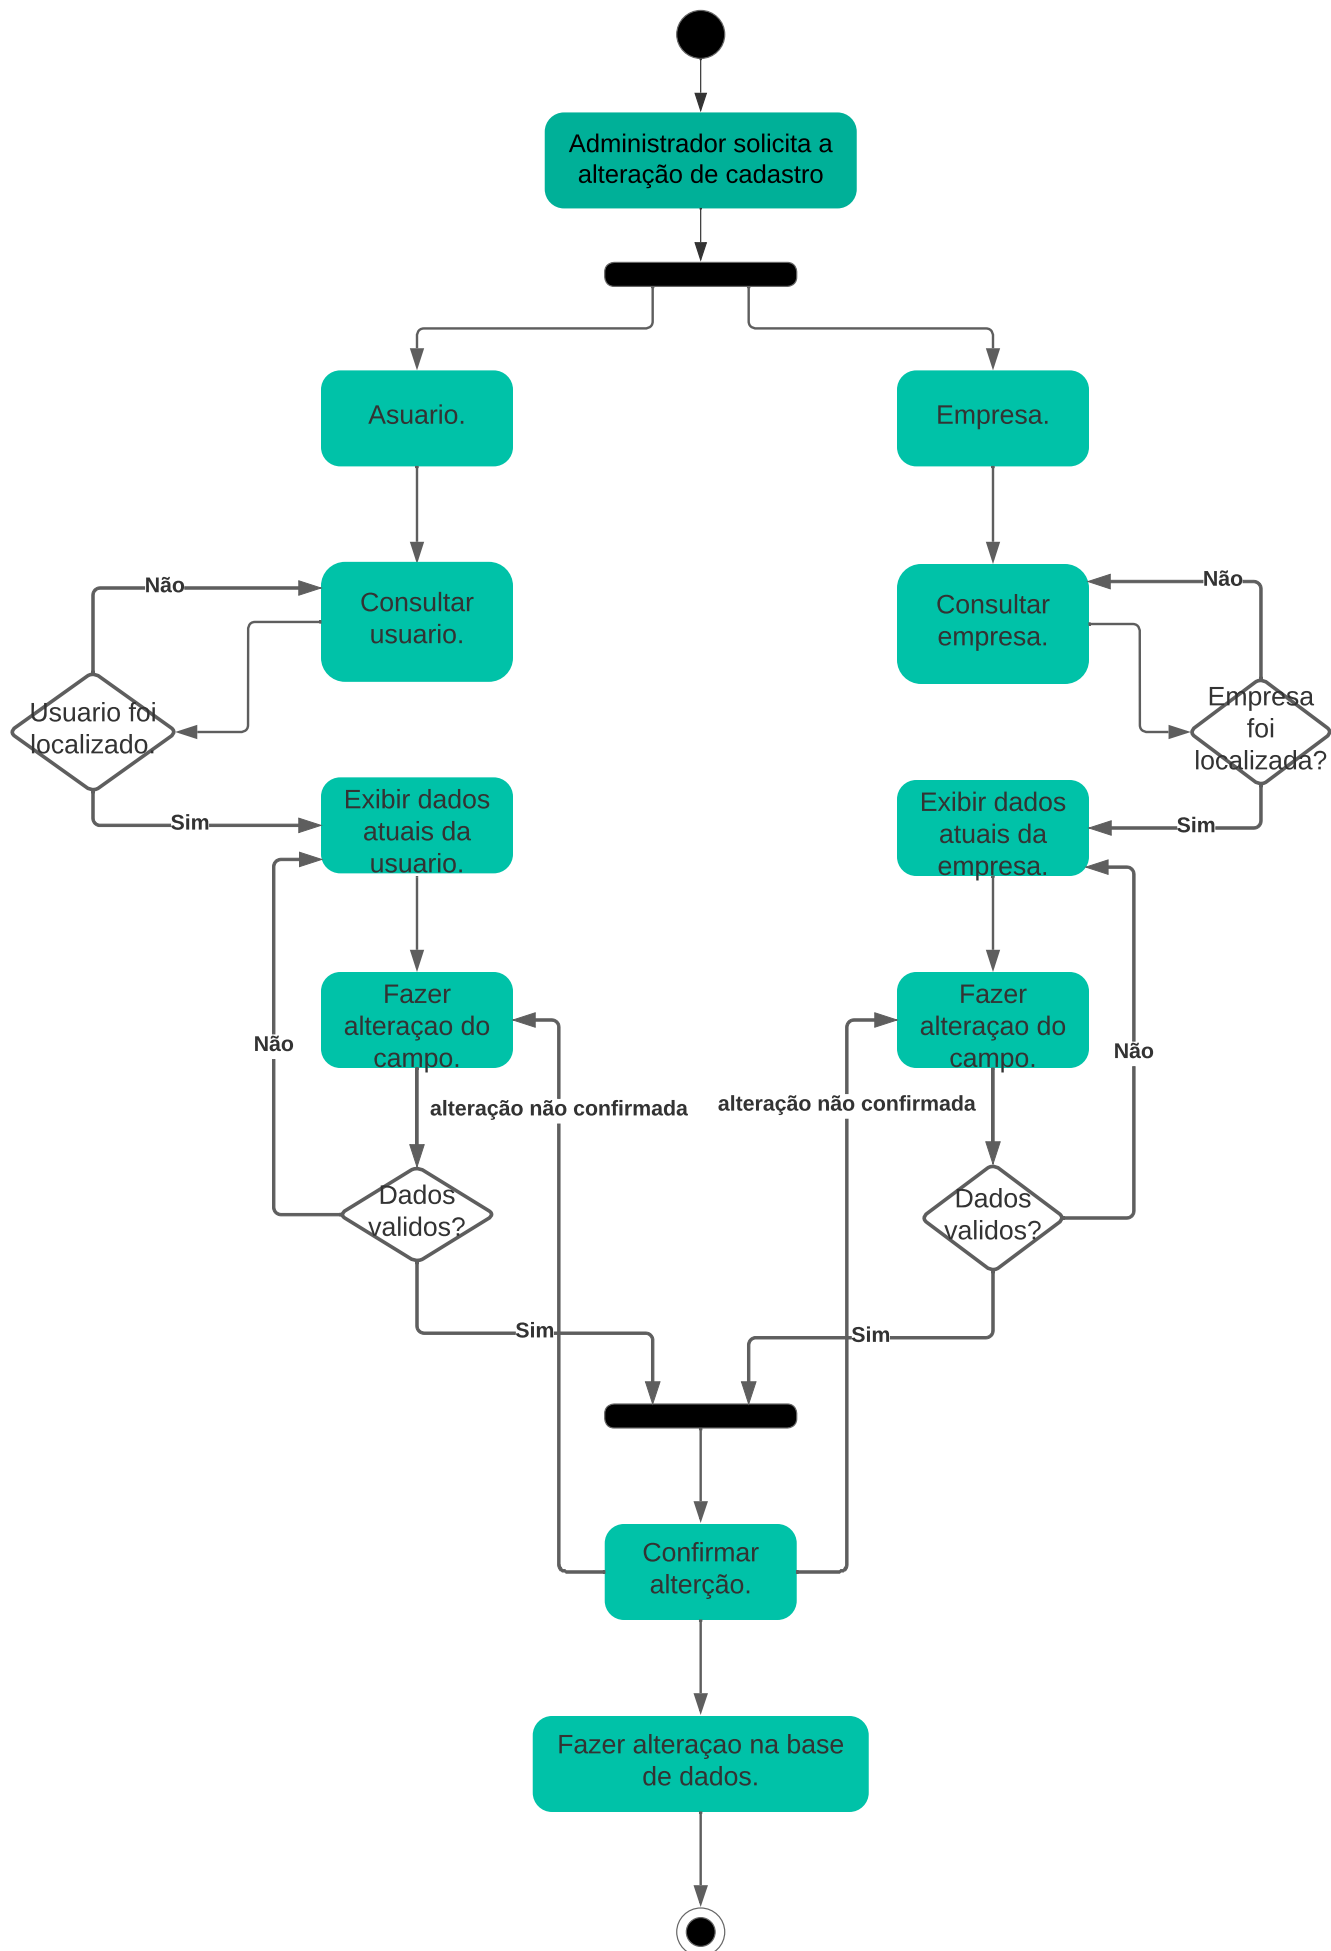 Administrador solicita a
alteração de cadastro
Asuario.
Empresa.
Não
Consultar
usuario.
Consultar
empresa.
Não
Usuario foi
localizado.
Empresa
foi
localizada?
Sim
Exibir dados
atuais da
usuario.
Exibir dados
atuais da
empresa.
Sim
Fazer
alteraçao do
campo.
Fazer
alteraçao do
campo.
Não
Não
alteração não confirmada
alteração não confirmada
Dados
validos?
Dados
validos?
Sim
Sim
Confirmar
alterção.
Fazer alteraçao na base
de dados.